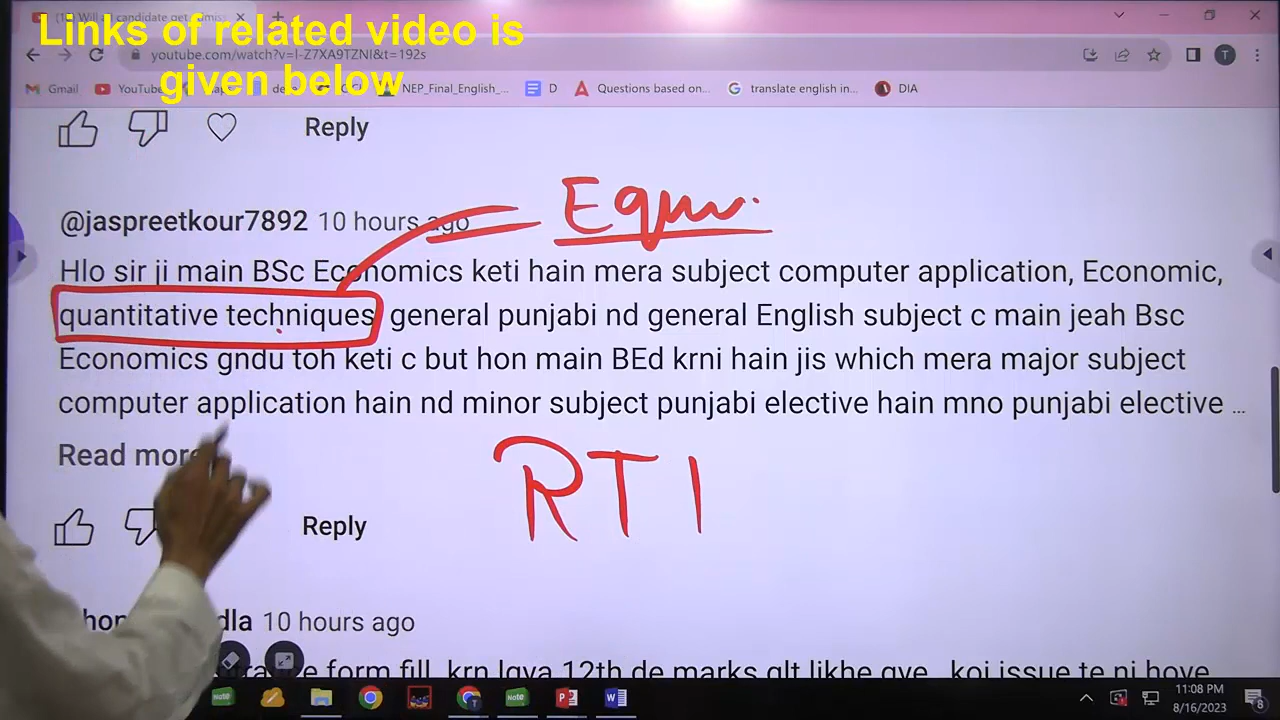 Links of related video is
given below
youtube.com/watch?v=I-Z7XA9TZNI&t=192s
Gmail YouTube NEP_Final_English_... D Questions based on... translate english in... DIA
Reply
@jaspreetkour7892 10 hours ago
Equiv.
Hlo sir ji main BSc Economics keti hain mera subject computer application, Economic,
quantitative techniques general punjabi nd general English subject c main jeah Bsc
Economics gndu toh keti c but hon main BEd krni hain jis which mera major subject
computer application hain nd minor subject punjabi elective hain mno punjabi elective ...
Read more
RTI
Reply
10 hours ago
form fill krn lgya 12th de marks glt likhe gye koi issue te ni hove
11:08 PM
8/16/2023